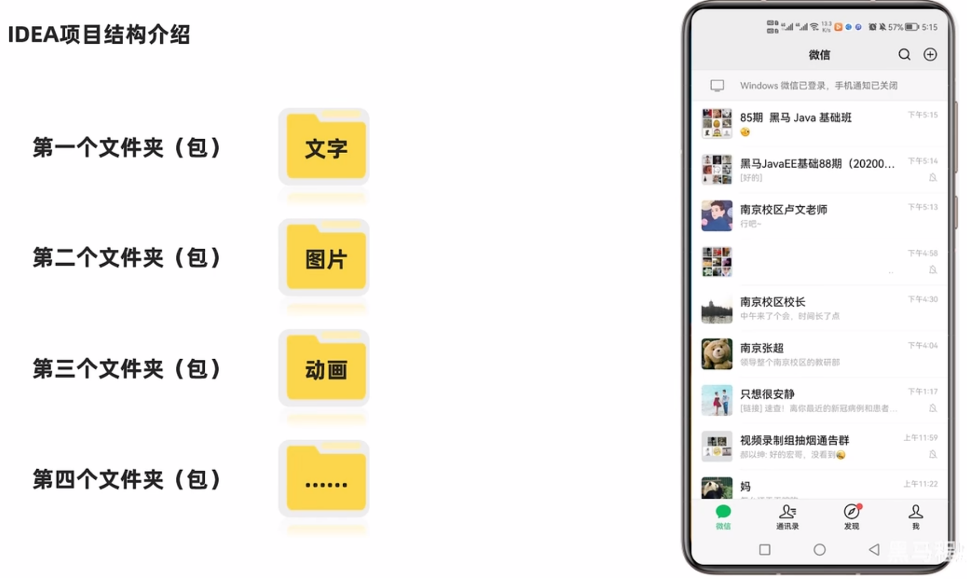 IDEA项目结构介绍
第一个文件夹（包）
文字
第二个文件夹（包）
图片
第三个文件夹（包）
动画
第四个文件夹（包）
......
57% 5:15
微信
Windows 微信已登录，手机通知已关闭
85期 黑马 Java 基础班
下午5:15
黑马JavaEE基础88期（20200...
下午5:14
[好的]
南京校区卢文老师
下午5:13
行吧~
下午4:58
..
南京校区校长
下午4:30
中午来了个会，时间长了点
南京张超
下午4:04
领导整个南京校区的教研部
只想很安静
下午1:17
[链接] 速查！离你最近的新冠病例和患者...
视频录制组抽烟通告群
上午11:59
郝以帅: 好的宏哥，没看到
妈
上午11:22
微信
通讯录
发现
我